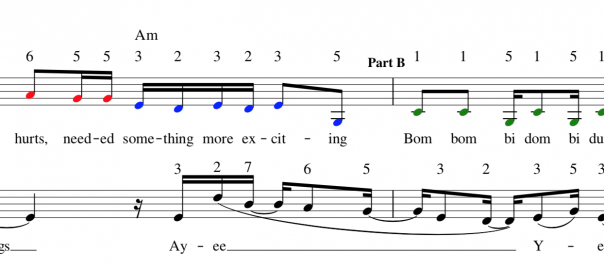 Am
6 5 5 3 2 3 2 3 5 Part B 1 1 5 1 5 1
hurts, need-ed some-thing more ex-cit - ing Bom bom bi dom bi du
3 2 7 6 5 3 2 3 5 3
gs Ay - ee Y - e